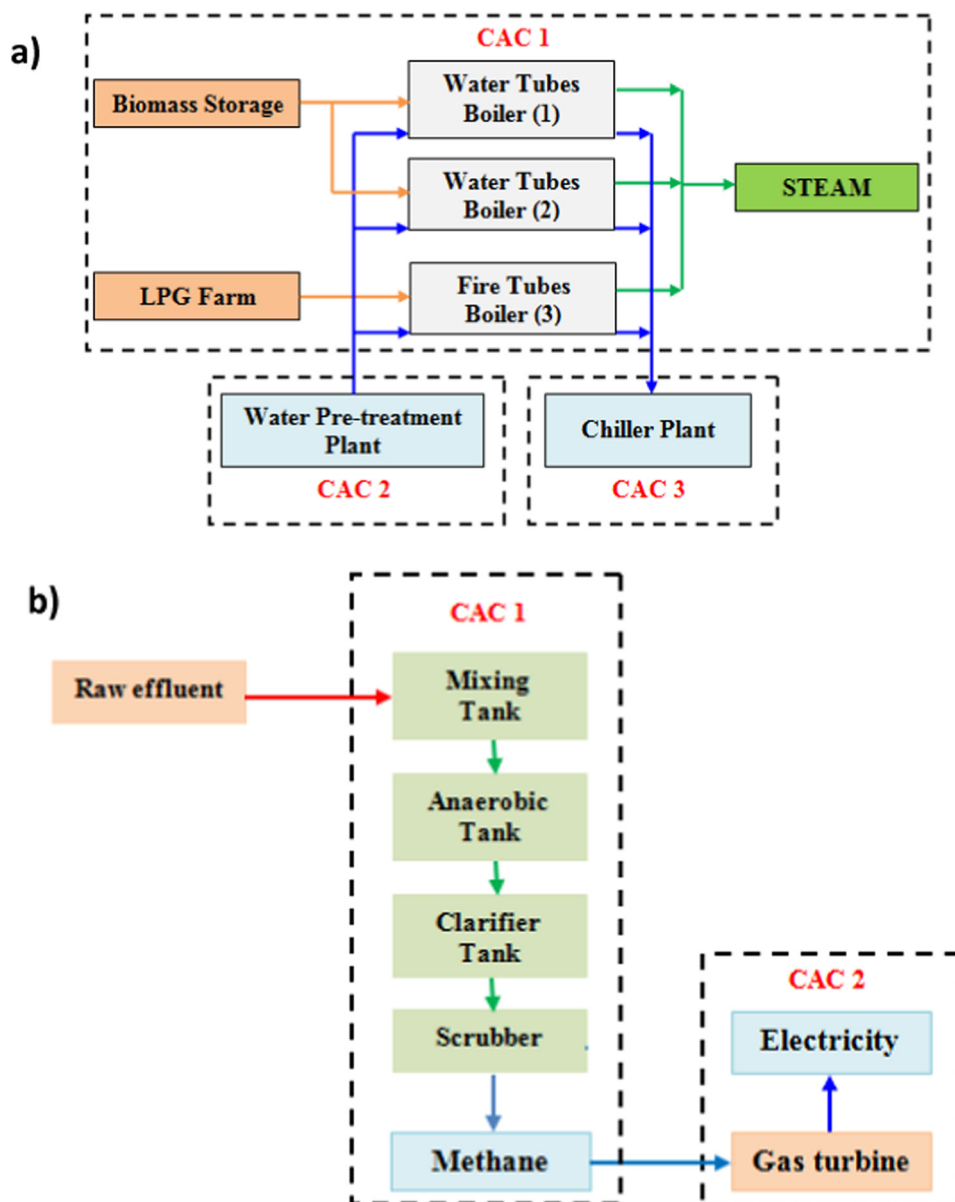 a)
CAC 1
Biomass Storage
Water Tubes
Boiler (1)
Water Tubes
Boiler (2)
STEAM
LPG Farm
Fire Tubes
Boiler (3)
Water Pre-treatment
Plant
CAC 2
Chiller Plant
CAC 3
b)
CAC 1
Raw effluent
Mixing
Tank
Anaerobic
Tank
Clarifier
Tank
Scrubber
Methane
CAC 2
Electricity
Gas turbine